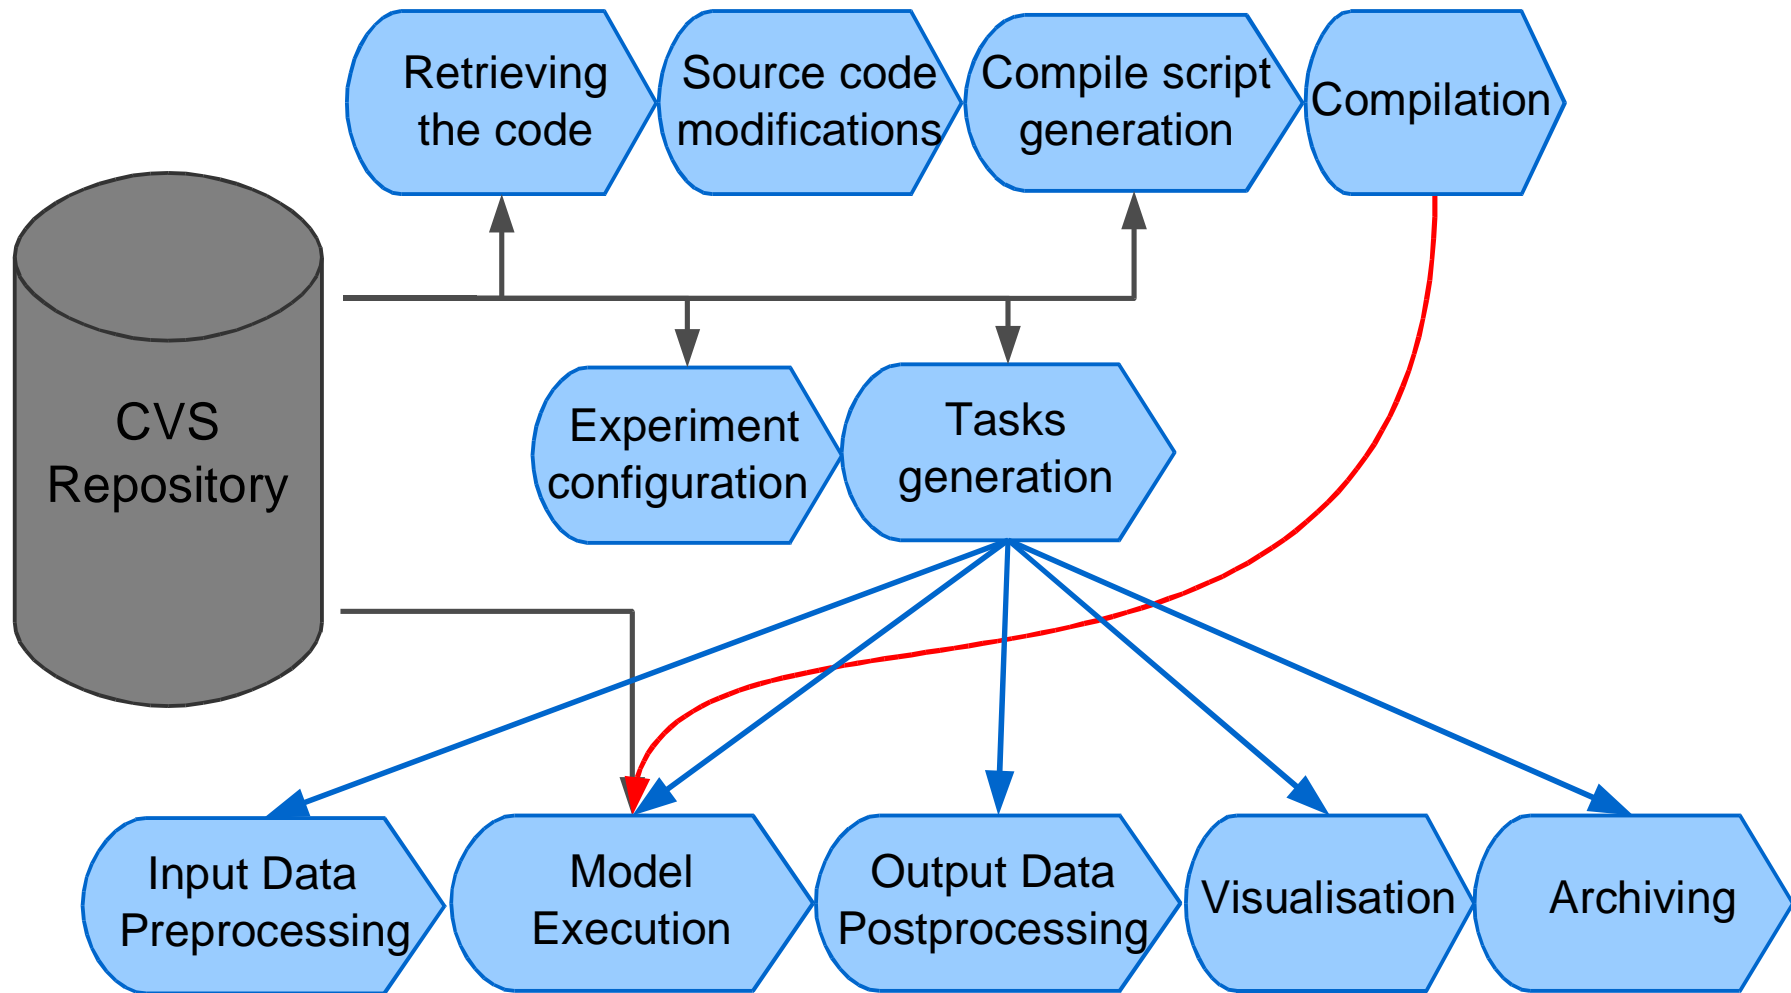 Retrieving
the code
Source code
modifications
Compile script
generation
Compilation
CVS
Repository
Experiment
configuration
Tasks
generation
Input Data
Preprocessing
Model
Execution
Output Data
Postprocessing
Visualisation
Archiving